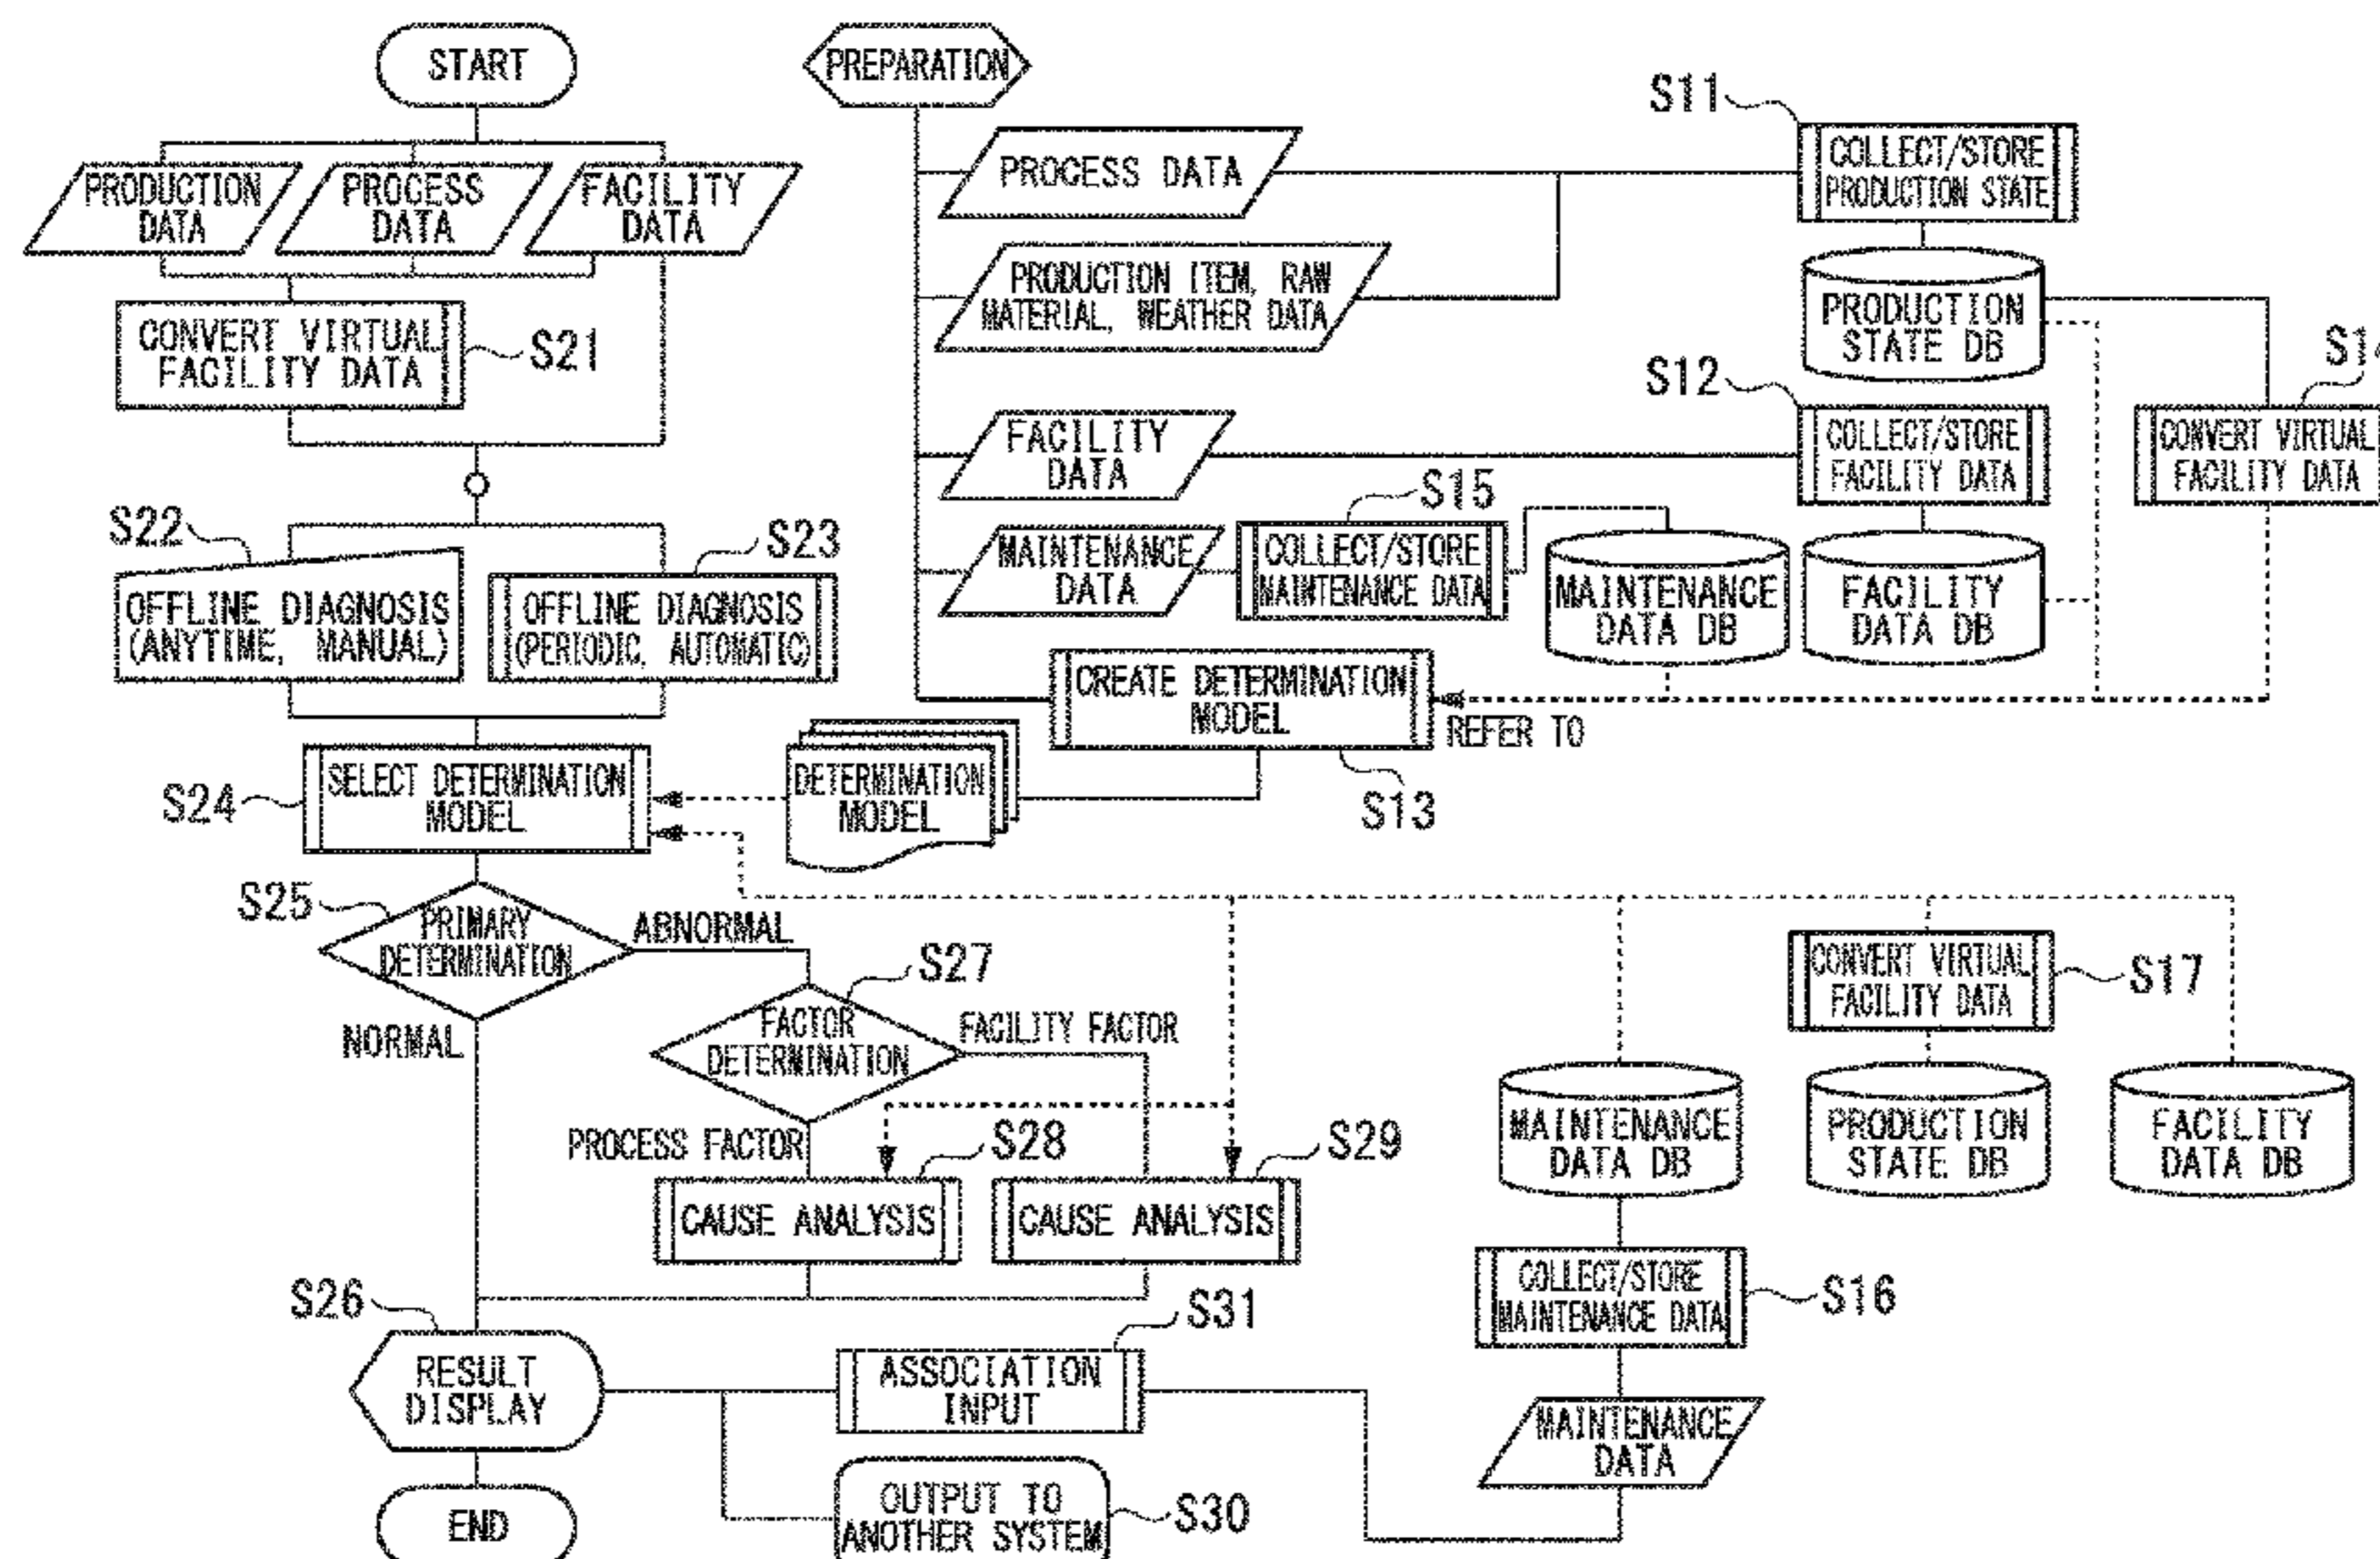 START
PRODUCTION
DATA
PROCESS
DATA
FACILITY
DATA
CONVERT VIRTUAL
FACILITY DATA
S21
S22
OFFLINE DIAGNOSIS
(ANYTIME, MANUAL)
S23
OFFLINE DIAGNOSIS
(PERIODIC, AUTOMATIC)
S24
SELECT DETERMINATION
MODEL
S25
PRIMARY
DETERMINATION
ABNORMAL
NORMAL
S27
FACTOR
DETERMINATION
FACILITY FACTOR
PROCESS FACTOR
S28
CAUSE ANALYSIS
S29
CAUSE ANALYSIS
S26
RESULT
DISPLAY
END
S31
ASSOCIATION
INPUT
OUTPUT TO
ANOTHER SYSTEM
S30
PREPARATION
PROCESS DATA
S11
COLLECT/STORE
PRODUCTION STATE
PRODUCTION ITEM, RAW
MATERIAL, WEATHER DATA
PRODUCTION
STATE DB
S14
CONVERT VIRTUAL
FACILITY DATA
S12
COLLECT/STORE
FACILITY DATA
FACILITY
DATA
MAINTENANCE
DATA
S15
COLLECT/STORE
MAINTENANCE DATA
MAINTENANCE
DATA DB
FACILITY
DATA DB
CREATE DETERMINATION
MODEL
REFER TO
S13
DETERMINATION
MODEL
CONVERT VIRTUAL
FACILITY DATA
S17
MAINTENANCE
DATA DB
PRODUCTION
STATE DB
FACILITY
DATA DB
COLLECT/STORE
MAINTENANCE DATA
S16
MAINTENANCE
DATA